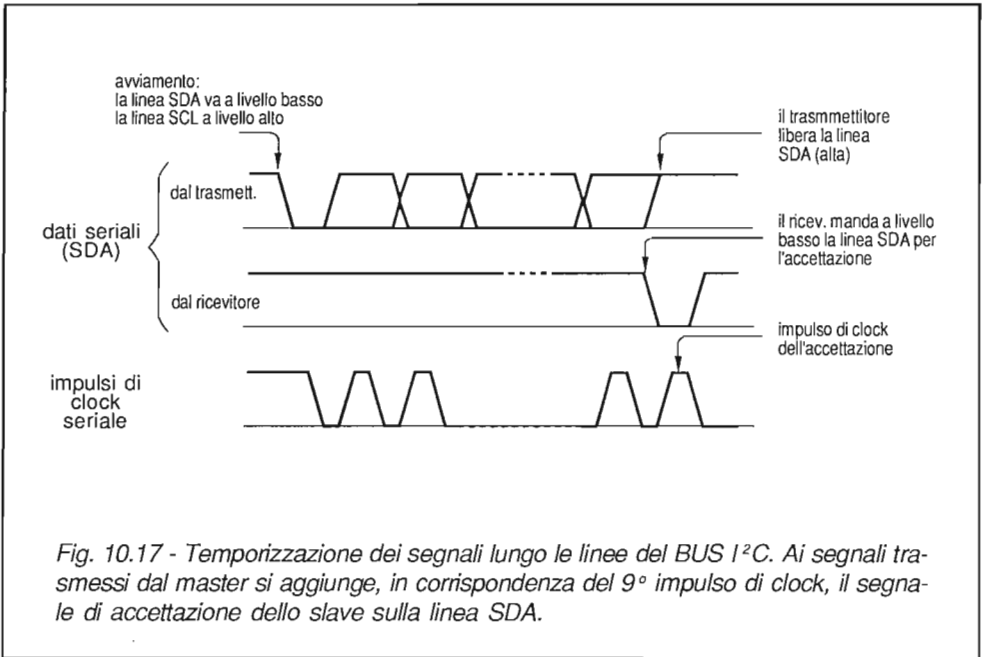 avviamento:
la linea SDA va a livello basso
la linea SCL a livello alto
il trasmmettitore
libera la linea
SDA (alta)
dal trasmett.
dati seriali
(SDA)
il ricev. manda a livello
basso la linea SDA per
l'accettazione
dal ricevitore
impulso di clock
dell'accettazione
impulsi di
clock
seriale
Fig. 10.17 - Temporizzazione dei segnali lungo le linee del BUS I²C. Ai segnali tra-
smessi dal master si aggiunge, in corrispondenza del 9° impulso di clock, il segna-
le di accettazione dello slave sulla linea SDA.